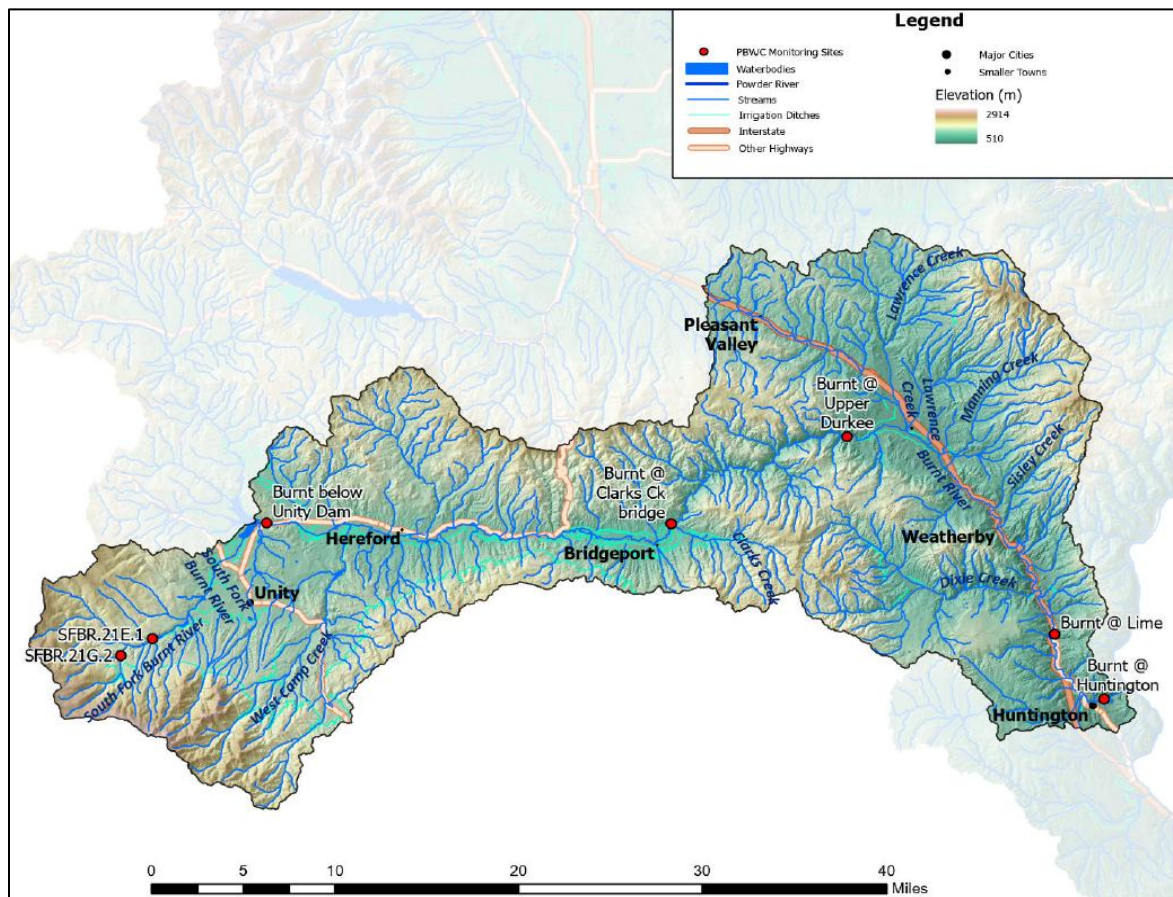 Legend
PBWC Monitoring Sites
Waterbodies
Powder River
Streams
Irrigation Ditches
Interstate
Other Highways
Major Cities
Smaller Towns
Elevation (m)
2914
510
Lawrence Creek
Pleasant
Valley
Manning Creek
Burnt @
Upper
Durkee
Lawrence
Creek
Sisley Creek
Burnt River
Burnt @
Clarks Ck
bridge
Burnt below
Unity Dam
Hereford
Bridgeport
Weatherby
Clarks Creek
Dixie Creek
South Fork
Burnt River
Unity
SFBR.21E.1
SFBR.21G.2
South Fork Burnt River
West Camp Creek
Burnt @ Lime
Burnt @
Huntington
Huntington
0 5 10 20 30 40
Miles